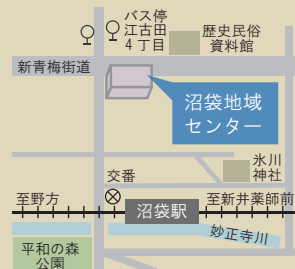 バス停
江古田
4丁目
歴史民俗
資料館
新青梅街道
沼袋地域
センター
氷川
神社
交番
至野方
沼袋駅
至新井薬師前
妙正寺川
平和の森
公園